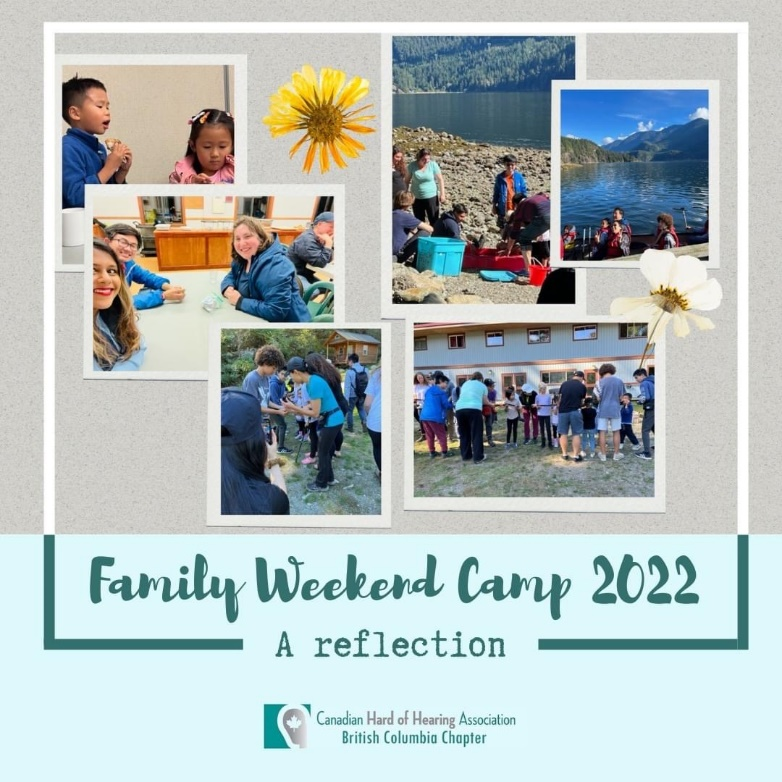 Family Weekend Camp 2022
A reflection
Canadian Hard of Hearing Association
British Columbia Chapter